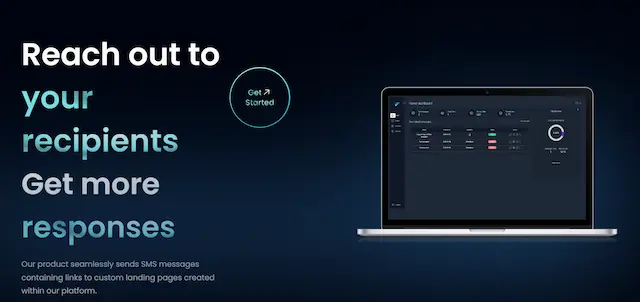 Reach out to
your
recipients
Get more
responses
Get ↗
Started
Our product seamlessly sends SMS messages
containing links to custom landing pages created
within our platform.